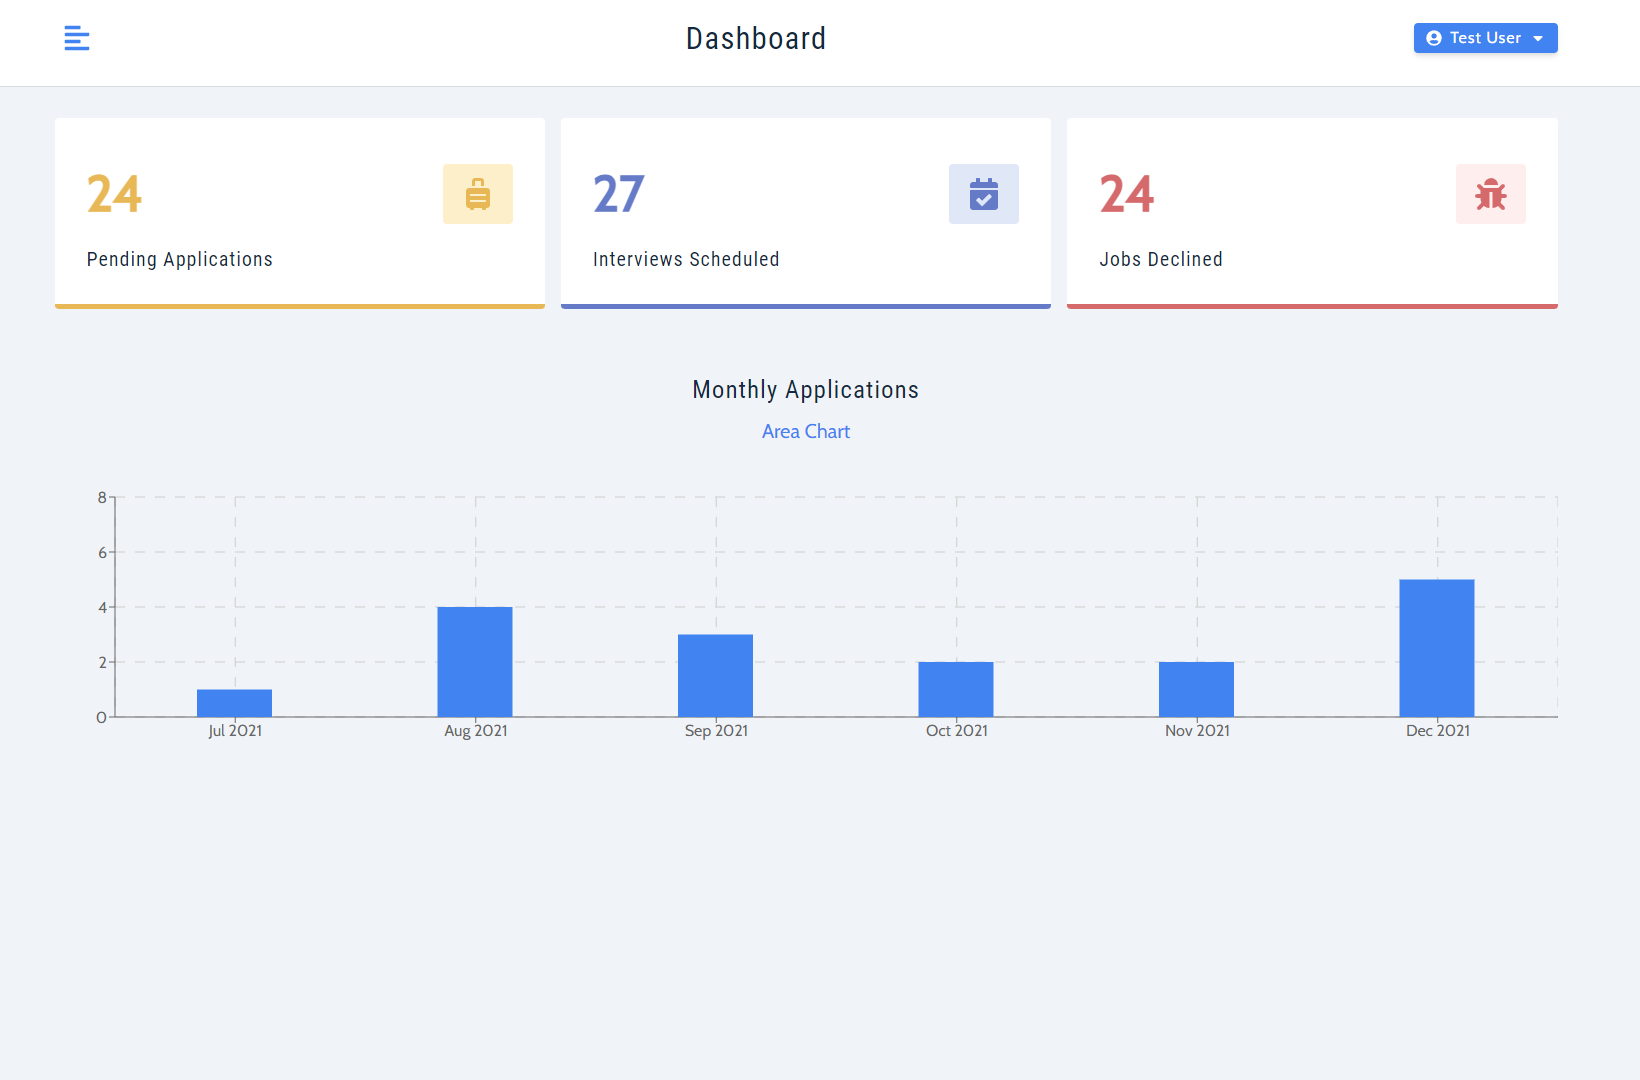 Dashboard
Test User
24
Pending Applications
27
Interviews Scheduled
24
Jobs Declined
Monthly Applications
Area Chart
8
6
4
2
0
Jul 2021 Aug 2021 Sep 2021 Oct 2021 Nov 2021 Dec 2021